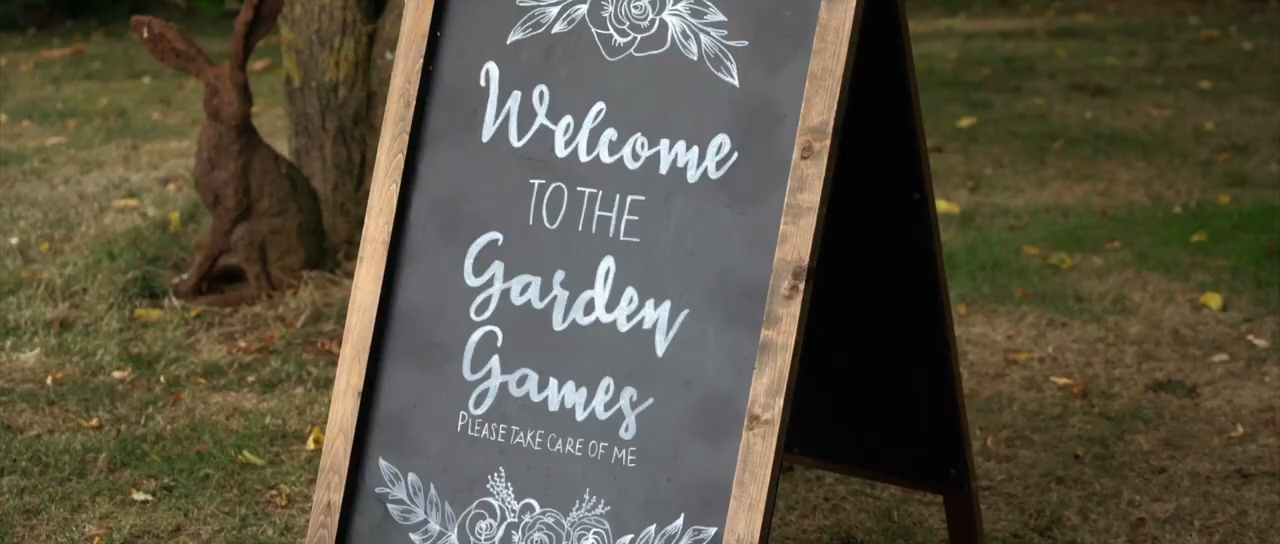 Welcome
TO THE
Garden
Games
PLEASE TAKE CARE OF ME